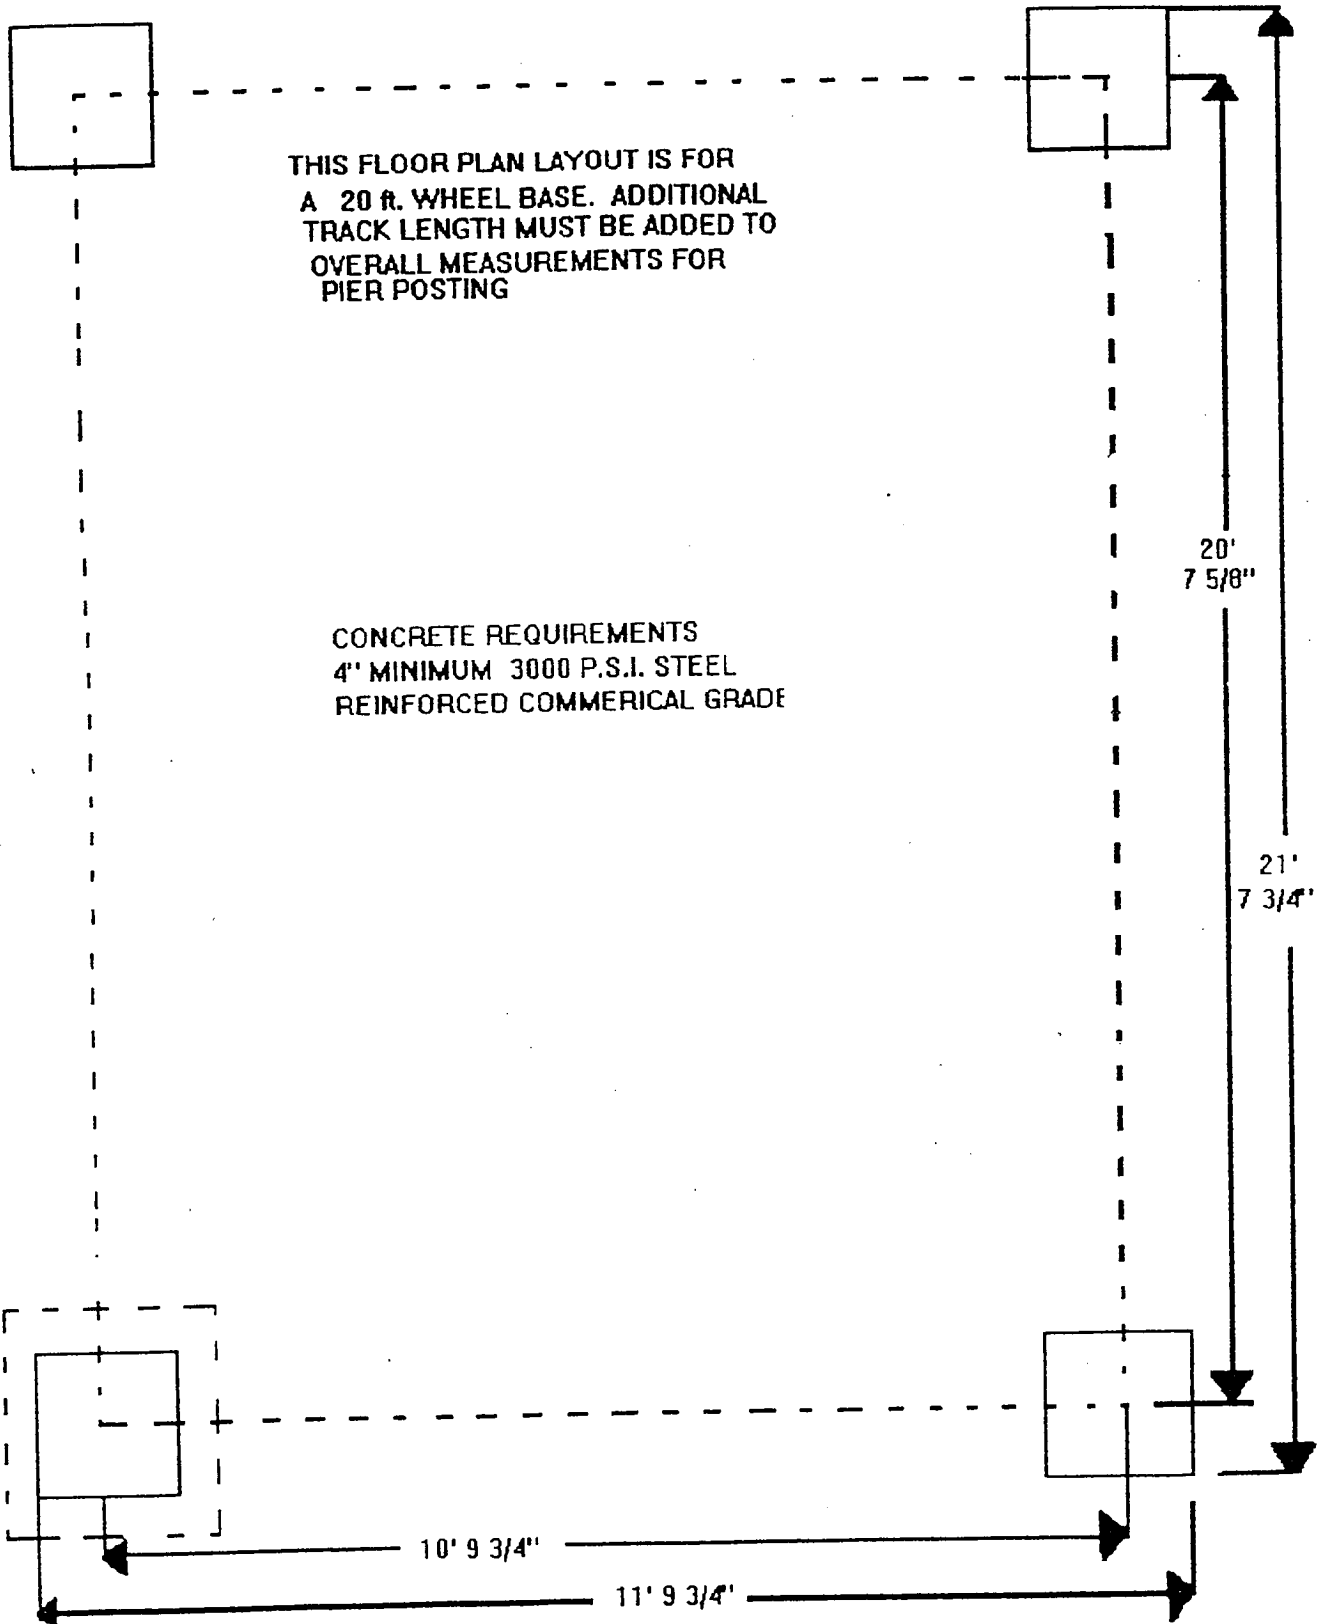 THIS FLOOR PLAN LAYOUT IS FOR
A 20 ft. WHEEL BASE. ADDITIONAL
TRACK LENGTH MUST BE ADDED TO
OVERALL MEASUREMENTS FOR
PIER POSTING
20'
7 5/8"
CONCRETE REQUIREMENTS
4" MINIMUM 3000 P.S.I. STEEL
REINFORCED COMMERICAL GRADE
21'
7 3/4"
10' 9 3/4"
11' 9 3/4"